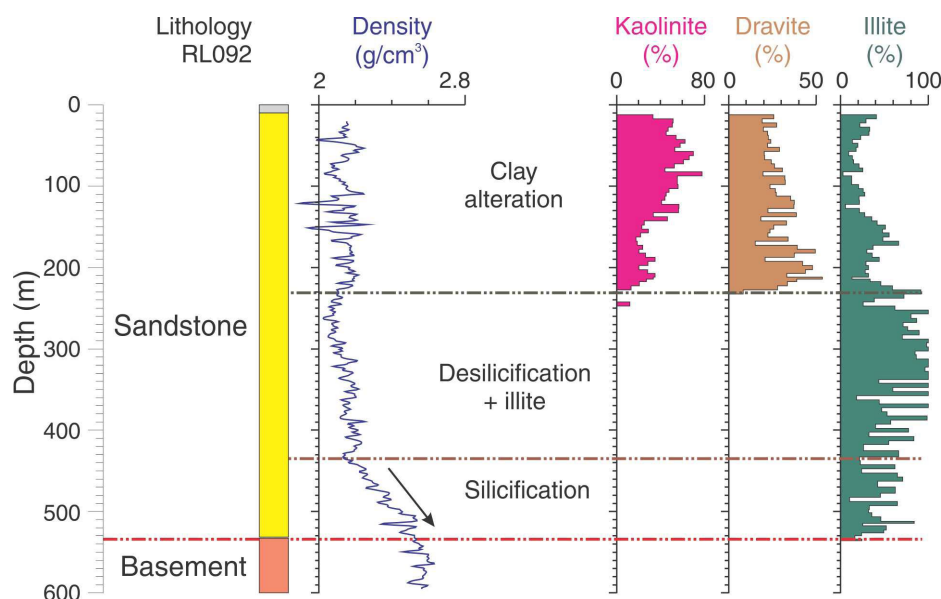 Lithology
RL092
Density
(g/cm³)
2 2.8
Kaolinite
(%)
0 80
Dravite
(%)
0 50
Illite
(%)
0 100
Depth (m)
0
100
200
300
400
500
600
Sandstone
Basement
Clay
alteration
Desilicification
+ illite
Silicification